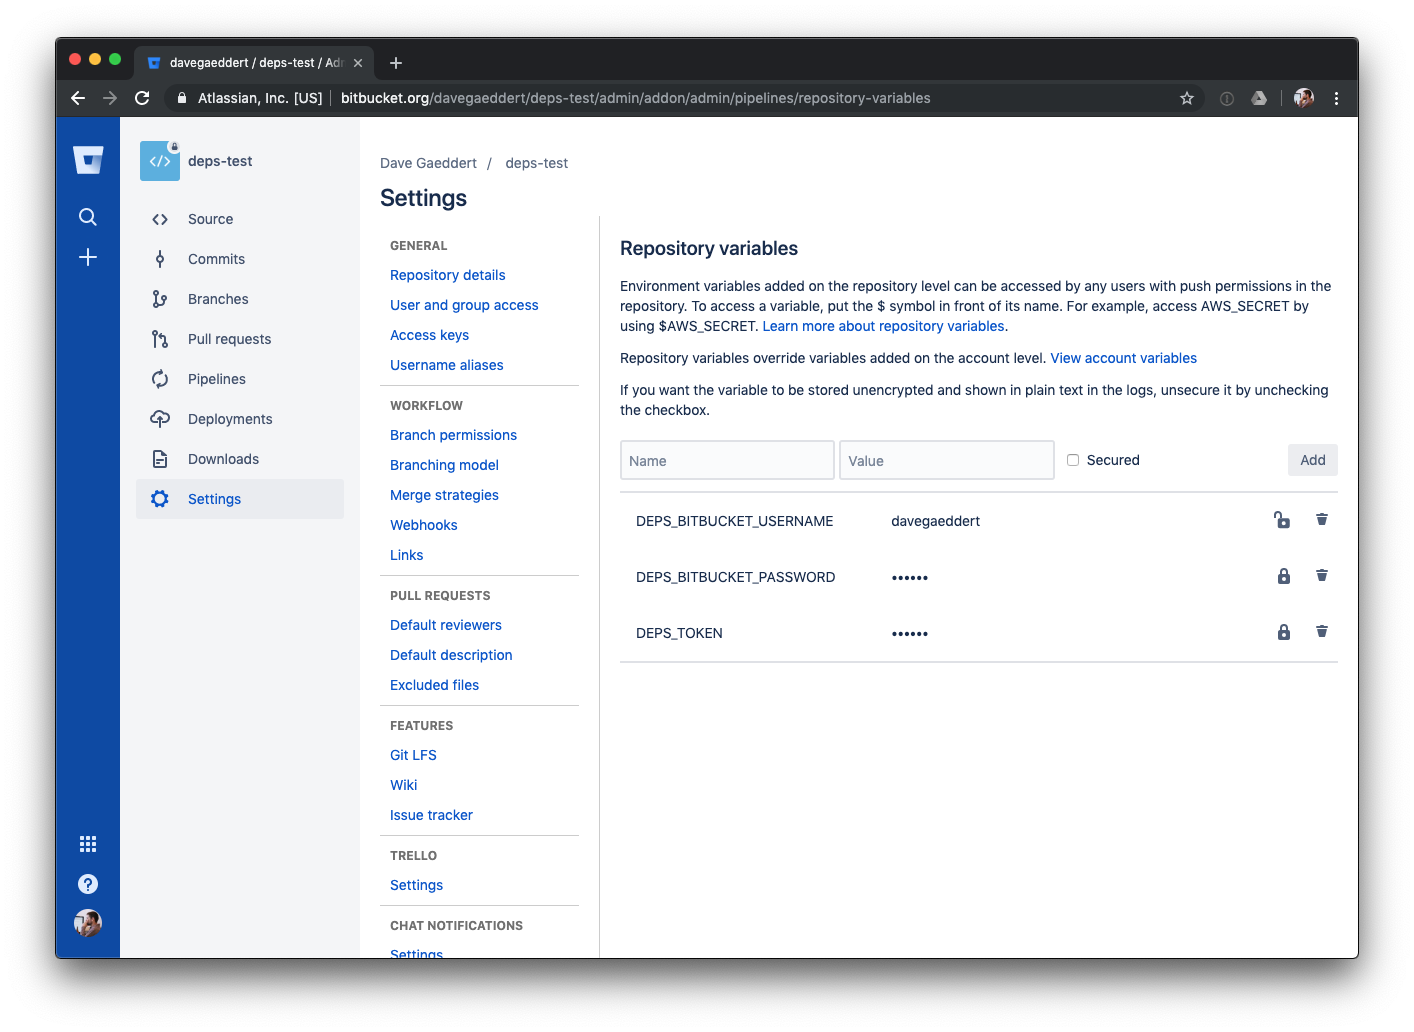 davegaeddert / deps-test / Adr
Atlassian, Inc. [US]
bitbucket.org/davegaeddert/deps-test/admin/addon/admin/pipelines/repository-variables
deps-test
Source
Commits
Branches
Pull requests
Pipelines
Deployments
Downloads
Settings
Dave Gaeddert / deps-test
Settings
GENERAL
Repository details
User and group access
Access keys
Username aliases
WORKFLOW
Branch permissions
Branching model
Merge strategies
Webhooks
Links
PULL REQUESTS
Default reviewers
Default description
Excluded files
FEATURES
Git LFS
Wiki
Issue tracker
TRELLO
Settings
CHAT NOTIFICATIONS
Settings
Repository variables
Environment variables added on the repository level can be accessed by any users with push permissions in the
repository. To access a variable, put the $ symbol in front of its name. For example, access AWS_SECRET by
using $AWS_SECRET. Learn more about repository variables.
Repository variables override variables added on the account level. View account variables
If you want the variable to be stored unencrypted and shown in plain text in the logs, unsecure it by unchecking
the checkbox.
Name Value Secured Add
DEPS_BITBUCKET_USERNAME davegaeddert
DEPS_BITBUCKET_PASSWORD ••••••
DEPS_TOKEN ••••••